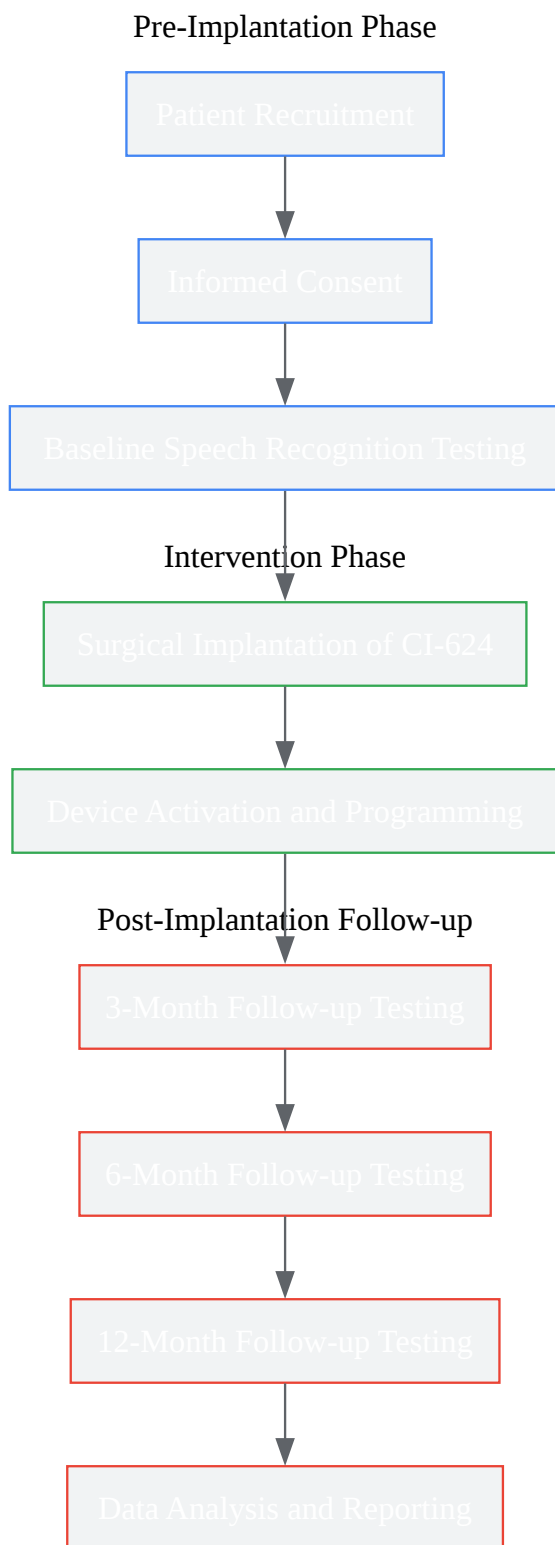 Pre-Implantation Phase
Patient Recruitment
Informed Consent
Baseline Speech Recognition Testing
Intervention Phase
Surgical Implantation of CI-624
Device Activation and Programming
Post-Implantation Follow-up
3-Month Follow-up Testing
6-Month Follow-up Testing
12-Month Follow-up Testing
Data Analysis and Reporting